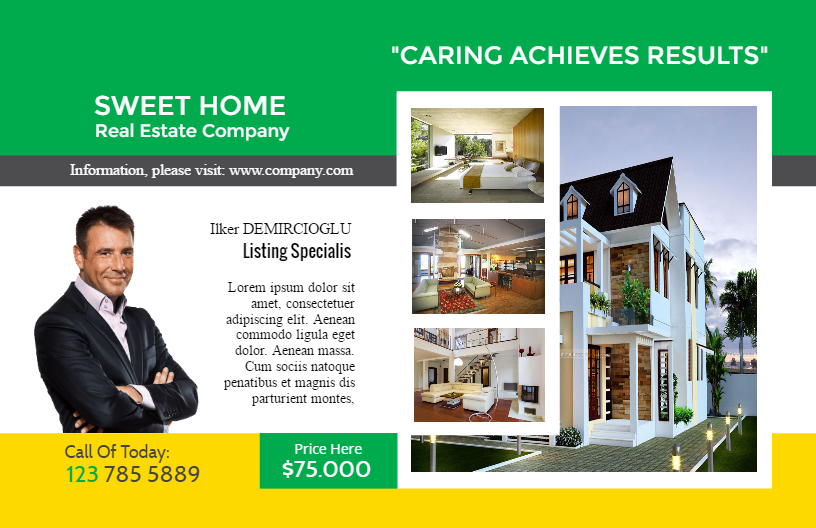 "CARING ACHIEVES RESULTS"
SWEET HOME
Real Estate Company
Information, please visit: www.company.com
Ilker DEMIRCIOGLU
Listing Specialis
Lorem ipsum dolor sit
amet, consectetuer
adipiscing elit. Aenean
commodo ligula eget
dolor. Aenean massa.
Cum sociis natoque
penatibus et magnis dis
parturient montes,
Call Of Today:
123 785 5889
Price Here
$75.000